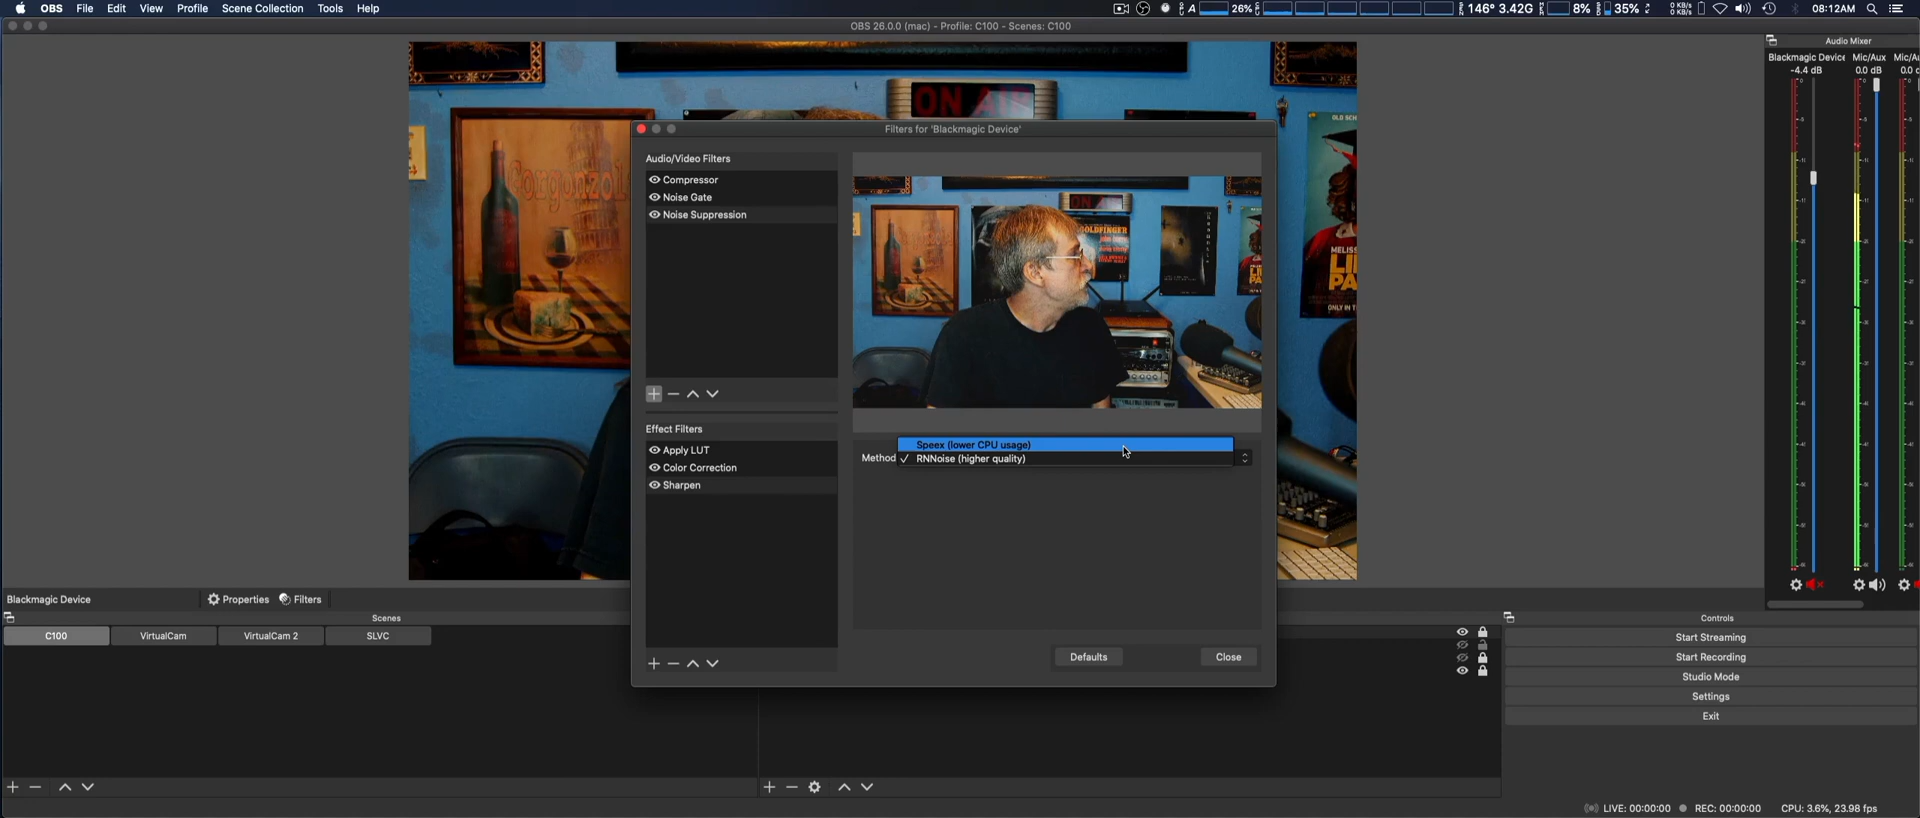 OBS File Edit View Profile Scene Collection Tools Help
26% 146° 3.42G 8% 35% 0 KB/s 0 KB/s 08:12AM
OBS 26.0.0 (mac) - Profile: C100 - Scenes: C100
Audio Mixer
Blackmagic Device Mic/Aux
-4.4 dB 0.0 dB
ON AIR
Filters for 'Blackmagic Device'
Audio/Video Filters
Compressor
Noise Gate
Noise Suppression
GOLDFINGER
Effect Filters
Apply LUT
Color Correction
Sharpen
Speex (lower CPU usage)
Method ✓ RNNoise (higher quality)
Defaults Close
Blackmagic Device Properties Filters
Scenes
C100 VirtualCam VirtualCam 2 SLVC
Controls
Start Streaming
Start Recording
Studio Mode
Settings
Exit
LIVE: 00:00:00 REC: 00:00:00 CPU: 3.6%, 23.98 fps